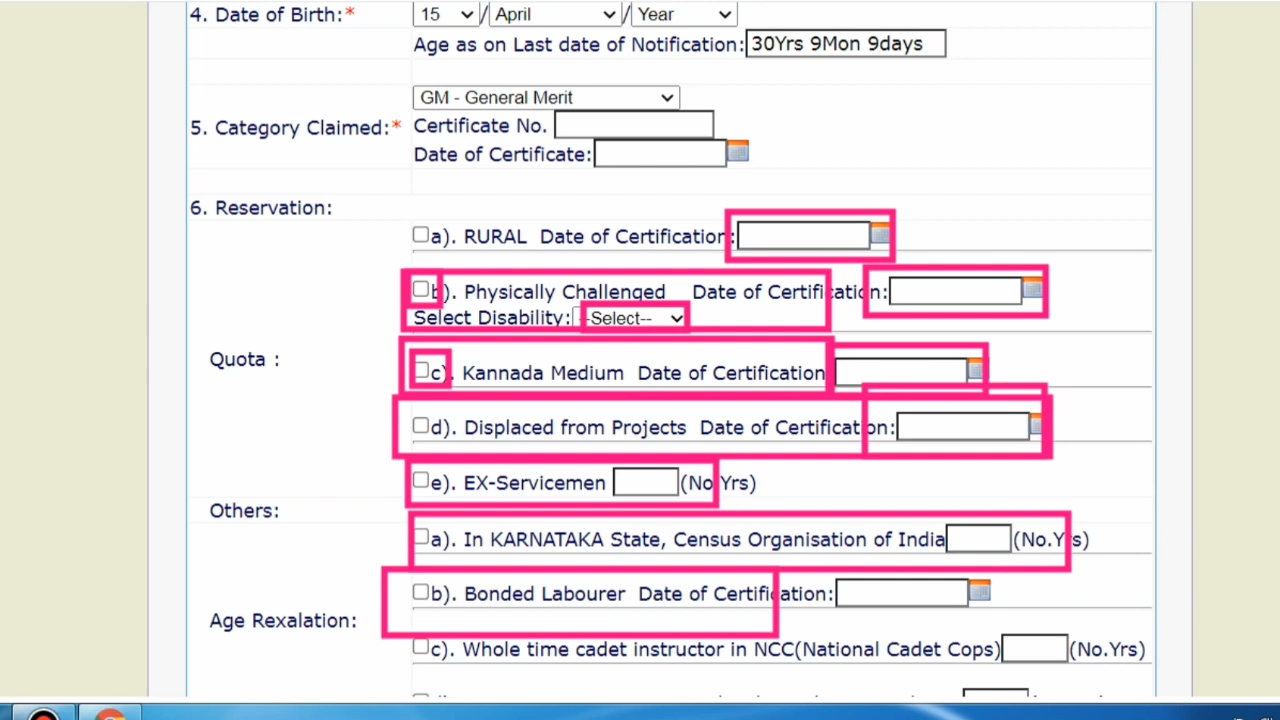 4. Date of Birth:* 15 / April / Year
Age as on Last date of Notification: 30Yrs 9Mon 9days
GM - General Merit
5. Category Claimed:* Certificate No.
Date of Certificate:
6. Reservation:
a). RURAL Date of Certification:
b). Physically Challenged Date of Certification:
Select Disability: --Select--
Quota :
c). Kannada Medium Date of Certification
d). Displaced from Projects Date of Certification:
e). EX-Servicemen (No.Yrs)
Others:
a). In KARNATAKA State, Census Organisation of India (No.Yrs)
b). Bonded Labourer Date of Certification:
Age Rexalation:
c). Whole time cadet instructor in NCC(National Cadet Cops) (No.Yrs)